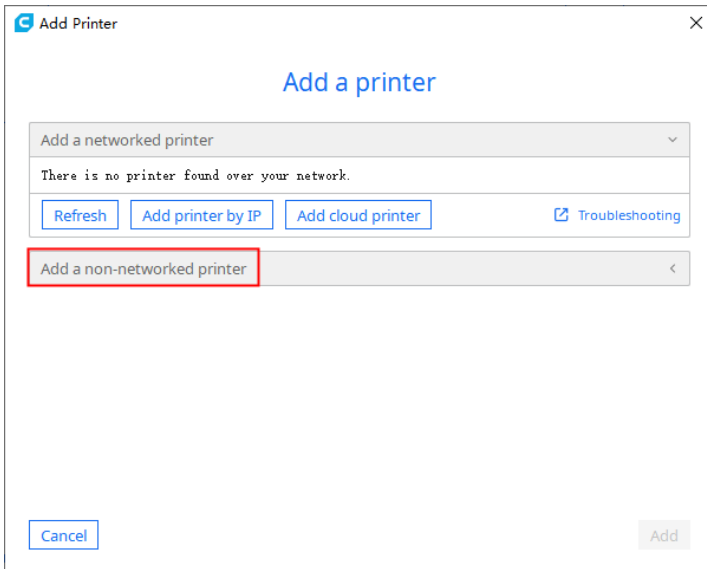 Add Printer
Add a printer
Add a networked printer
There is no printer found over your network.
Refresh Add printer by IP Add cloud printer Troubleshooting
Add a non-networked printer
Cancel Add